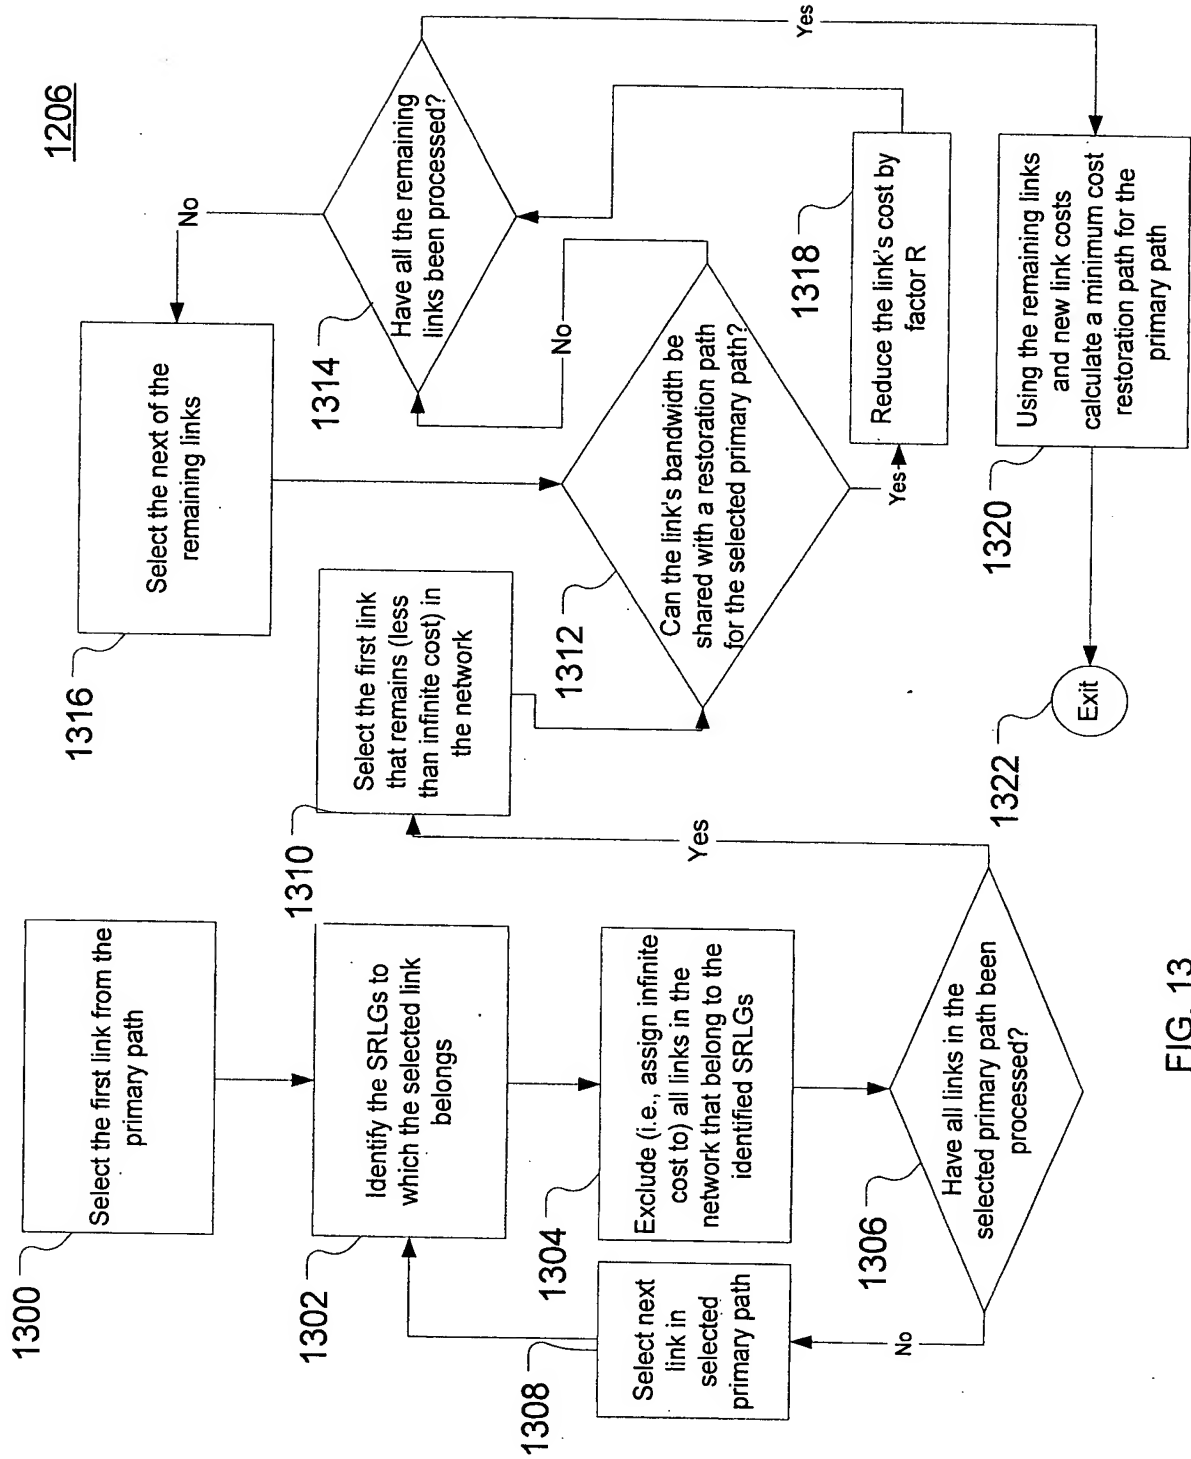 1206
1300
Select the first link from the
primary path
1302
Identify the SRLGs to
which the selected link
belongs
1304
Exclude (i.e., assign infinite
cost to) all links in the
network that belong to the
identified SRLGs
1306
Have all links in the
selected primary path been
processed?
No
1308
Select next
link in
selected
primary path
Yes
1310
Select the first link
that remains (less
than infinite cost) in
the network
1312
Can the link's bandwidth be
shared with a restoration path
for the selected primary path?
No
Yes
1314
Have all the remaining
links been processed?
No
Yes
1316
Select the next of the
remaining links
1318
Reduce the link's cost by
factor R
1320
Using the remaining links
and new link costs
calculate a minimum cost
restoration path for the
primary path
1322
Exit
FIG. 13